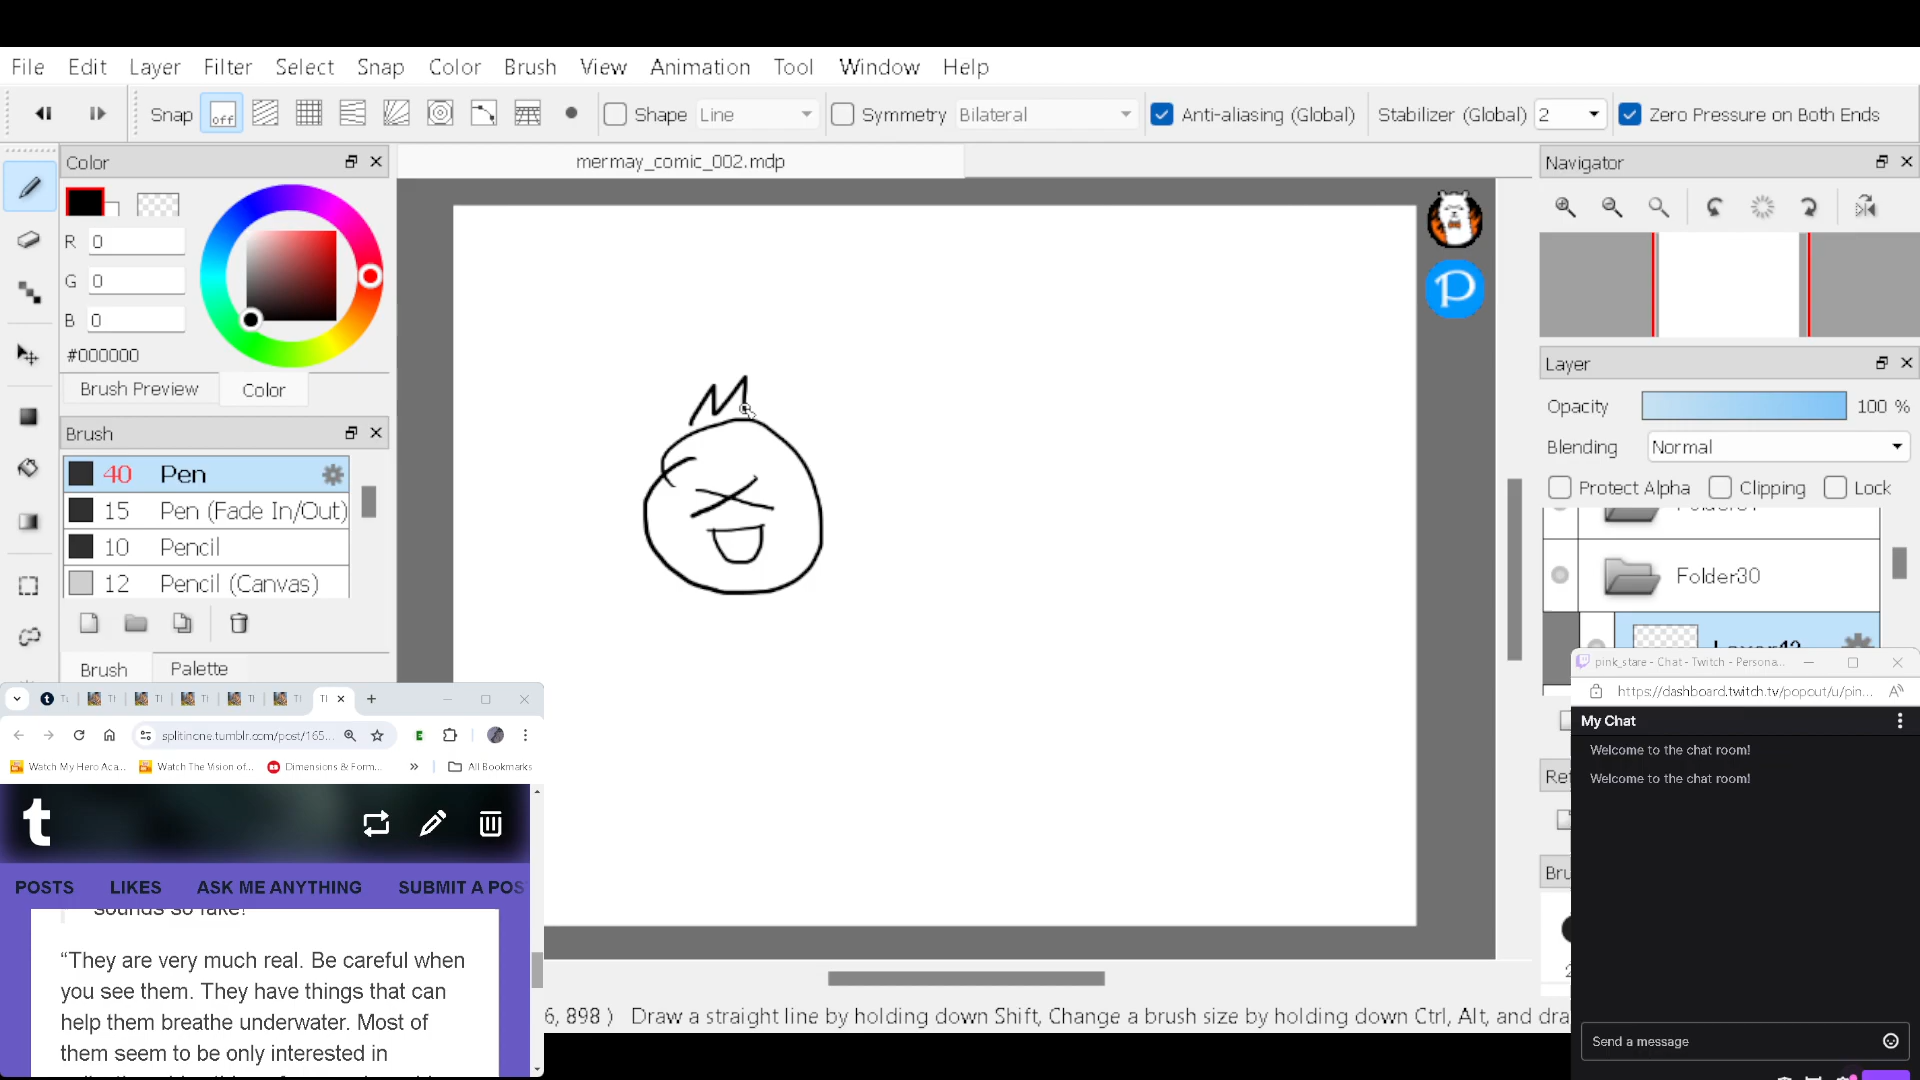 File Edit Layer Filter Select Snap Color Brush View Animation Tool Window Help
Snap off Shape Line Symmetry Bilateral Anti-aliasing (Global) Stabilizer (Global) 2 Zero Pressure on Both Ends
Color
mermay_comic_002.mdp
Navigator
R 0
G 0
B 0
#000000
Brush Preview Color
Layer
Opacity 100 %
Blending Normal
Protect Alpha Clipping Lock
Folder30
Brush
40 Pen
15 Pen (Fade In/Out)
10 Pencil
12 Pencil (Canvas)
Brush Palette
pink_stare - Chat - Twitch - Persona...
https://dashboard.twitch.tv/popout/u/pin...
My Chat
Welcome to the chat room!
Welcome to the chat room!
Send a message
splitinone.tumblr.com/post/165...
Watch My Hero Aca... Watch The Vision of... Dimensions & Form... » All Bookmarks
t
POSTS LIKES ASK ME ANYTHING SUBMIT A POS
sounds so fake!
“They are very much real. Be careful when
you see them. They have things that can
help them breathe underwater. Most of
them seem to be only interested in
6, 898 ) Draw a straight line by holding down Shift, Change a brush size by holding down Ctrl, Alt, and dra